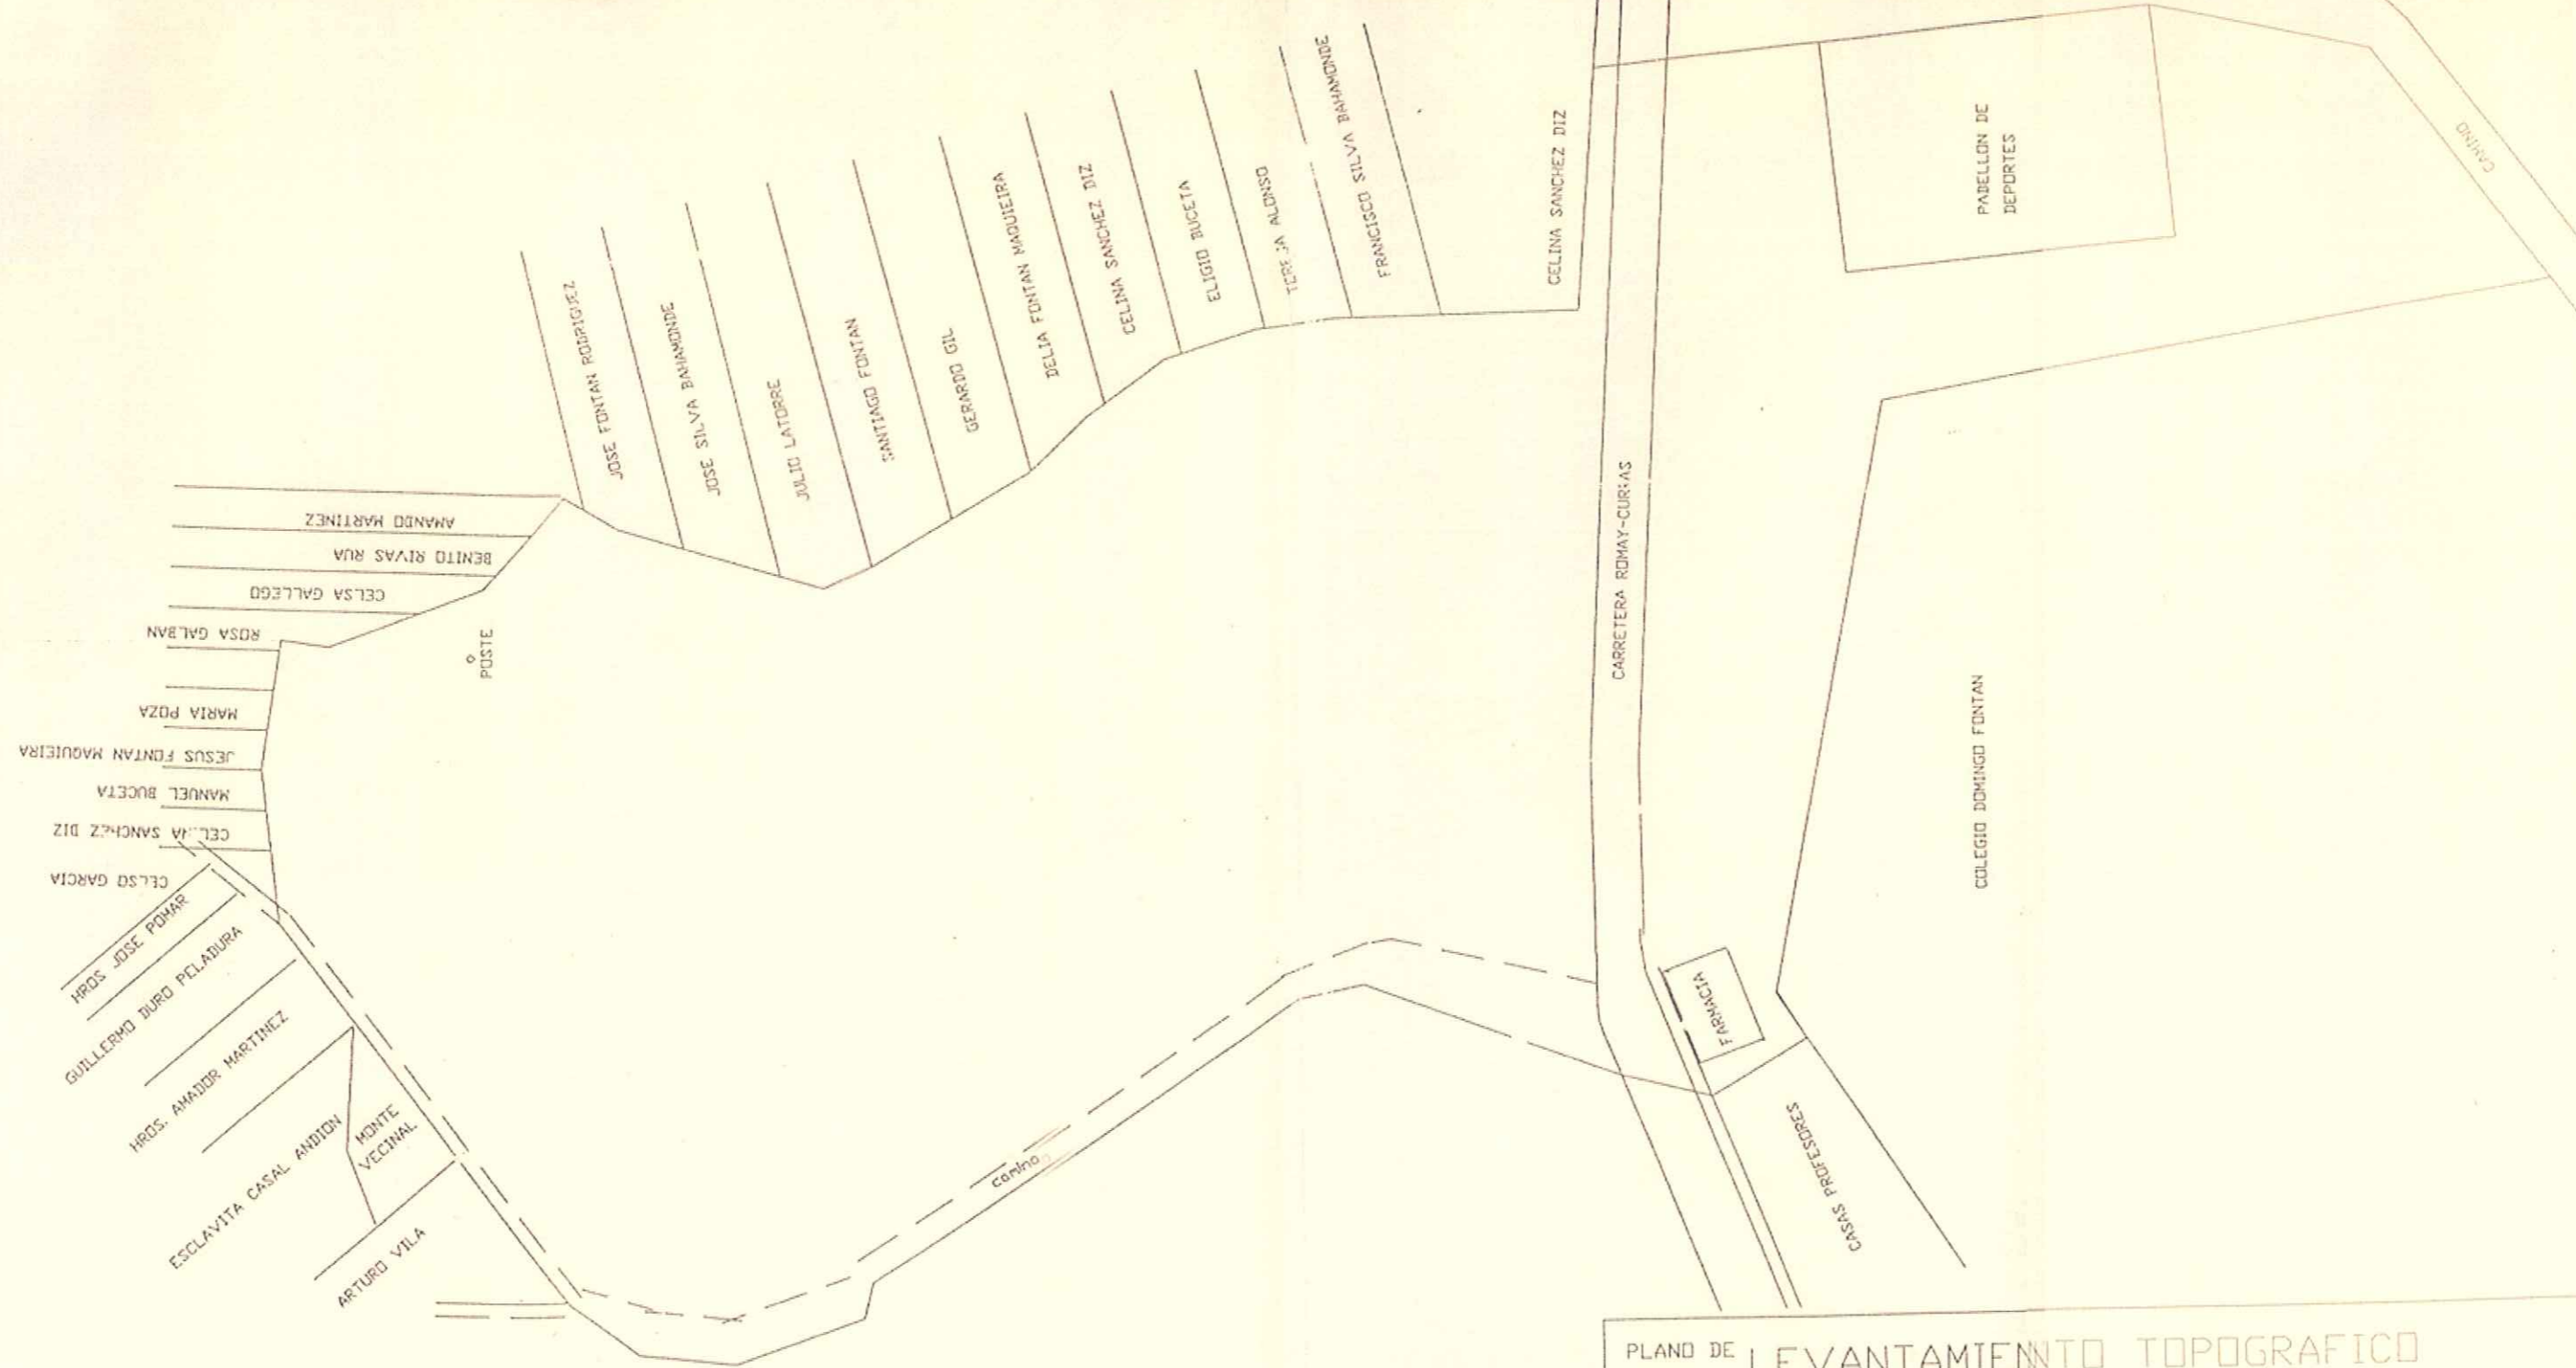 JOSE FONTAN RODRIGUEZ
JOSE SILVA BAHAMONDE
JULIO LATORRE
SANTIAGO FONTAN
GERARDO GIL
DELIA FONTAN MAQUIEIRA
CELINA SANCHEZ DIZ
ELIGIO BUCETA
TERESA ALONSO
FRANCISCO SILVA BAHAMONDE
CELINA SANCHEZ DIZ
CARRETERA ROMAY-CURRAS
PABELLON DE
DEPORTES
CAMINO
AMANDO MARTINEZ
BENITO RIVAS RUA
CELSA GALLEGO
ROSA GALBAN
MARIA POZA
JESUS FONTAN MAQUIEIRA
MANUEL BUCETA
CELINA SANCHEZ DIZ
CELSO GARCIA
POSTE
HROS JOSE POMAR
GUILLERMO DURO PELADURA
HROS. AMADOR MARTINEZ
ESCLAVITA CASAL ANDION
MONTE
VECINAL
ARTURO VILA
camino
FARMACIA
CASAS PROFESORES
COLEGIO DOMINGO FONTAN
PLANO DE LEVANTAMIENTO TOPOGRAFICO